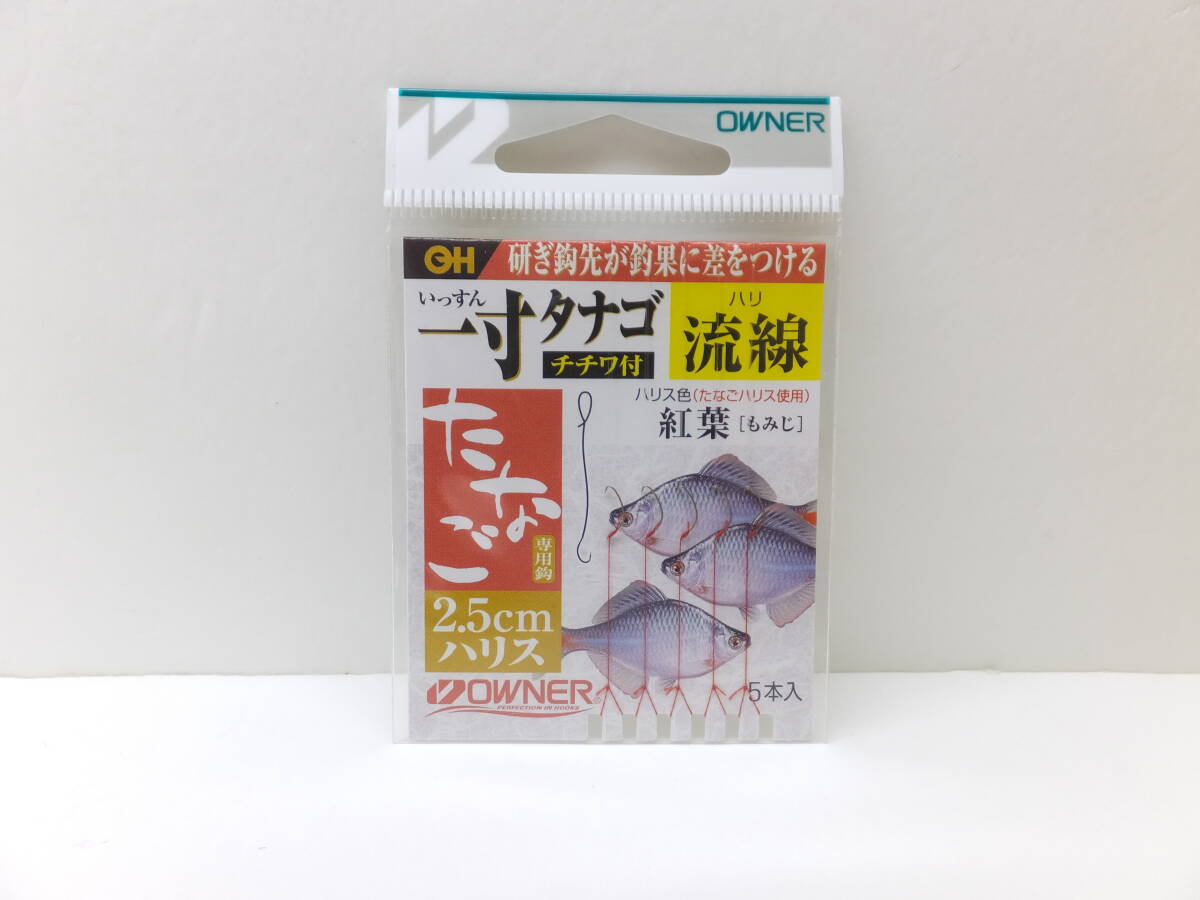 OWNER
OH 研ぎ鈎先が釣果に差をつける
いっすん
一寸タナゴ
チチワ付
ハリ
流線
ハリス色(たなごハリス使用)
紅葉[もみじ]
たなご
専用鈎
2.5cm
ハリス
OWNER
PERFECTION IN HOOKS
5本入